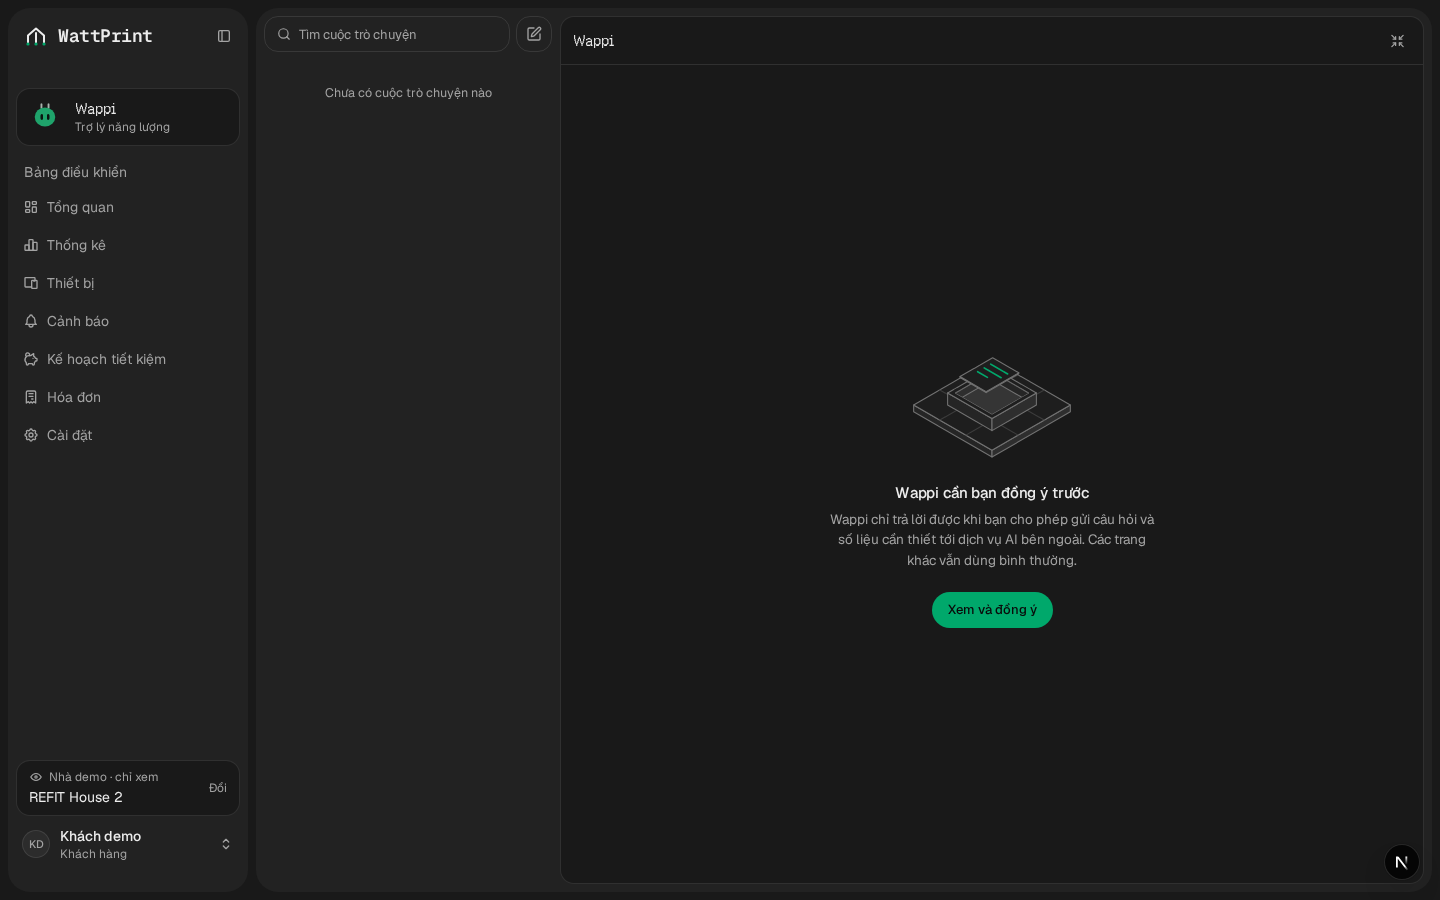 WattPrint
Wappi
Trợ lý năng lượng
Bảng điều khiển
Tổng quan
Thống kê
Thiết bị
Cảnh báo
Kế hoạch tiết kiệm
Hóa đơn
Cài đặt
Nhà demo · chỉ xem
REFIT House 2
Đổi
KD
Khách demo
Khách hàng
Tìm cuộc trò chuyện
Chưa có cuộc trò chuyện nào
Wappi
Wappi cần bạn đồng ý trước
Wappi chỉ trả lời được khi bạn cho phép gửi câu hỏi và
số liệu cần thiết tới dịch vụ AI bên ngoài. Các trang
khác vẫn dùng bình thường.
Xem và đồng ý
N